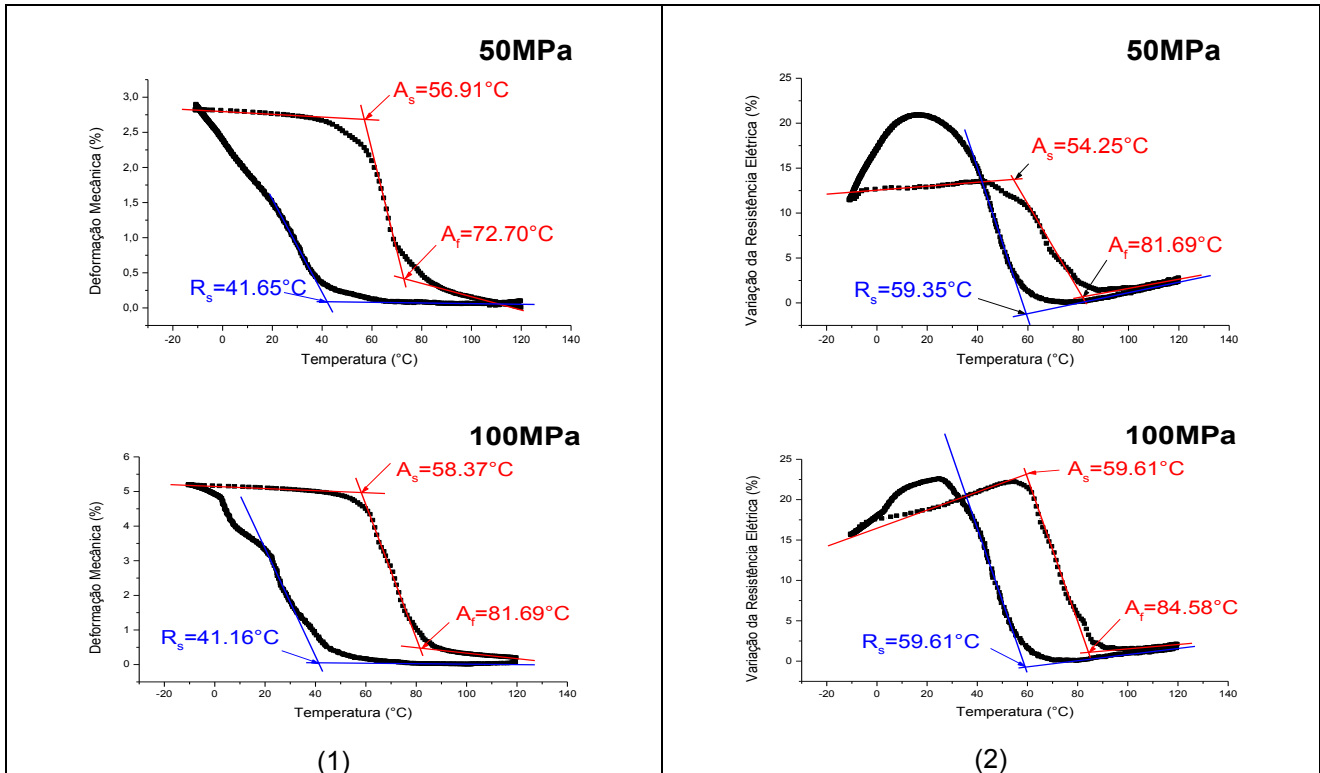 50MPa
Deformação Mecânica (%)
3,0
2,5
2,0
1,5
1,0
0,5
0,0
-20 0 20 40 60 80 100 120 140
Temperatura (°C)
As=56.91°C
Af=72.70°C
Rs=41.65°C
100MPa
Deformação Mecânica (%)
6
5
4
3
2
1
0
-20 0 20 40 60 80 100 120 140
Temperatura (°C)
As=58.37°C
Af=81.69°C
Rs=41.16°C
(1)
50MPa
Variação da Resistência Elétrica (%)
25
20
15
10
5
0
-20 0 20 40 60 80 100 120 140
Temperatura (°C)
As=54.25°C
Af=81.69°C
Rs=59.35°C
100MPa
Variação da Resistência Elétrica (%)
25
20
15
10
5
0
-20 0 20 40 60 80 100 120 140
Temperatura (°C)
As=59.61°C
Af=84.58°C
Rs=59.61°C
(2)